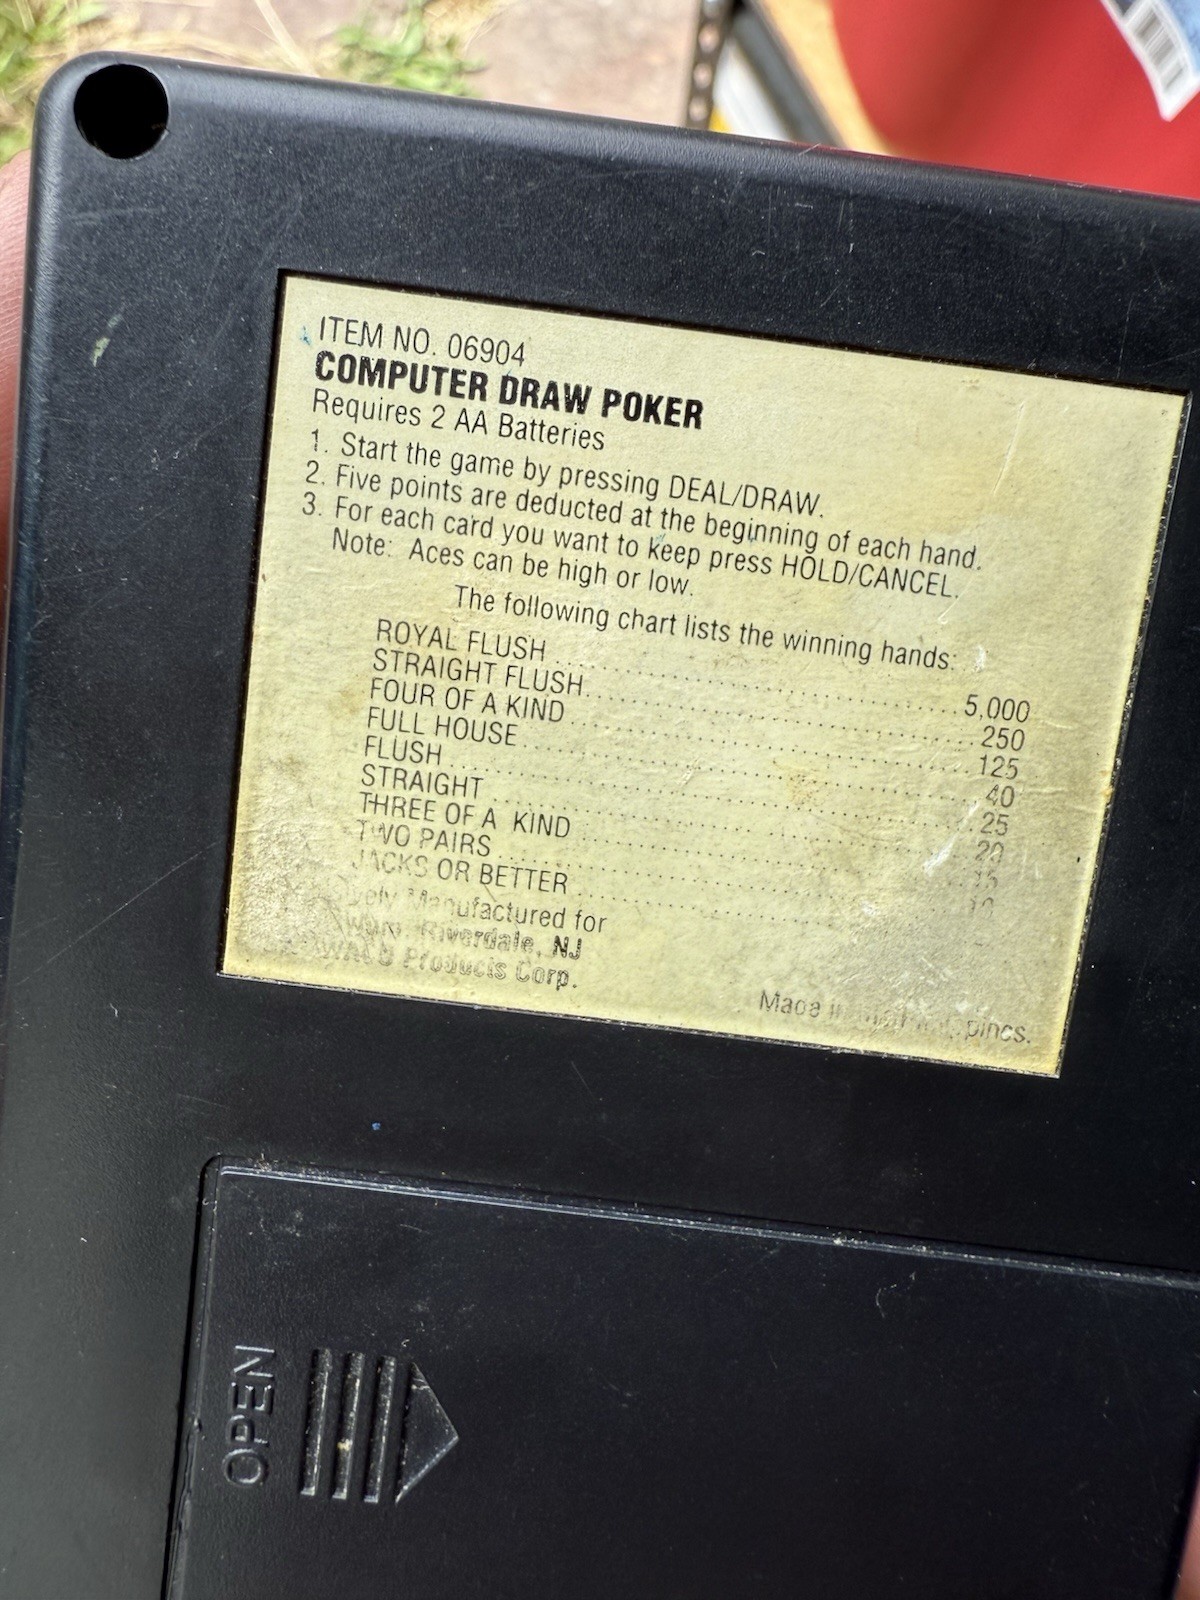 ITEM NO. 06904
COMPUTER DRAW POKER
Requires 2 AA Batteries
1. Start the game by pressing DEAL/DRAW.
2. Five points are deducted at the beginning of each hand.
3. For each card you want to keep press HOLD/CANCEL.
Note: Aces can be high or low.
The following chart lists the winning hands:
ROYAL FLUSH 5,000
STRAIGHT FLUSH 250
FOUR OF A KIND 125
FULL HOUSE 40
FLUSH 25
STRAIGHT 20
THREE OF A KIND 15
TWO PAIRS 10
JACKS OR BETTER
Manufactured for
Riverdale, NJ
Products Corp.
Made in
OPEN